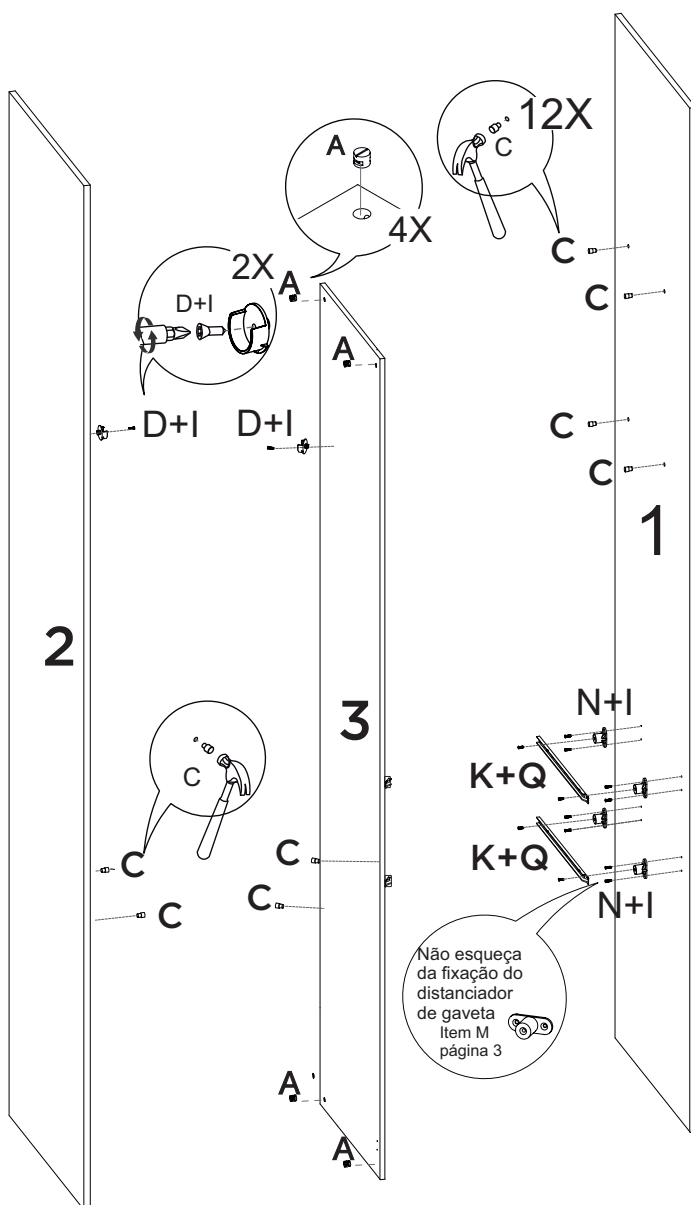 12X
A
C
4X
C
2X
A
C
D+I
A
D+I
D+I
C
C
1
2
3
N+I
K+Q
C
C
K+Q
C
C
N+I
Não esqueça
da fixação do
distanciador
de gaveta
Item M
página 3
A
A